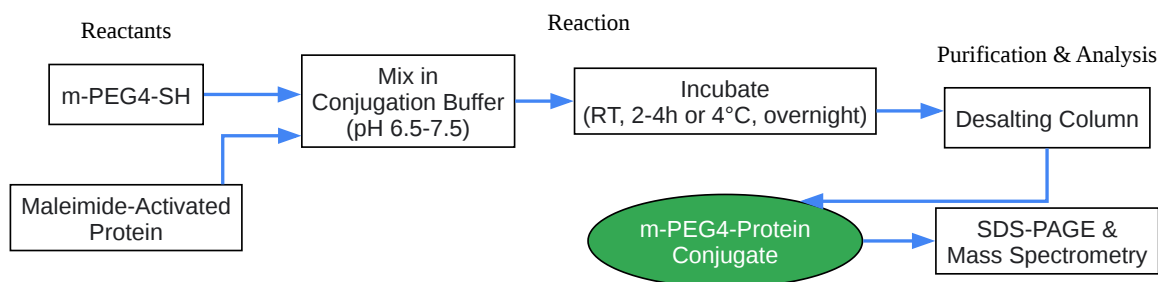 Reactants
Reaction
Purification & Analysis
m-PEG4-SH
Mix in
Conjugation Buffer
(pH 6.5-7.5)
Incubate
(RT, 2-4h or 4°C, overnight)
Desalting Column
Maleimide-Activated
Protein
m-PEG4-Protein
Conjugate
SDS-PAGE &
Mass Spectrometry